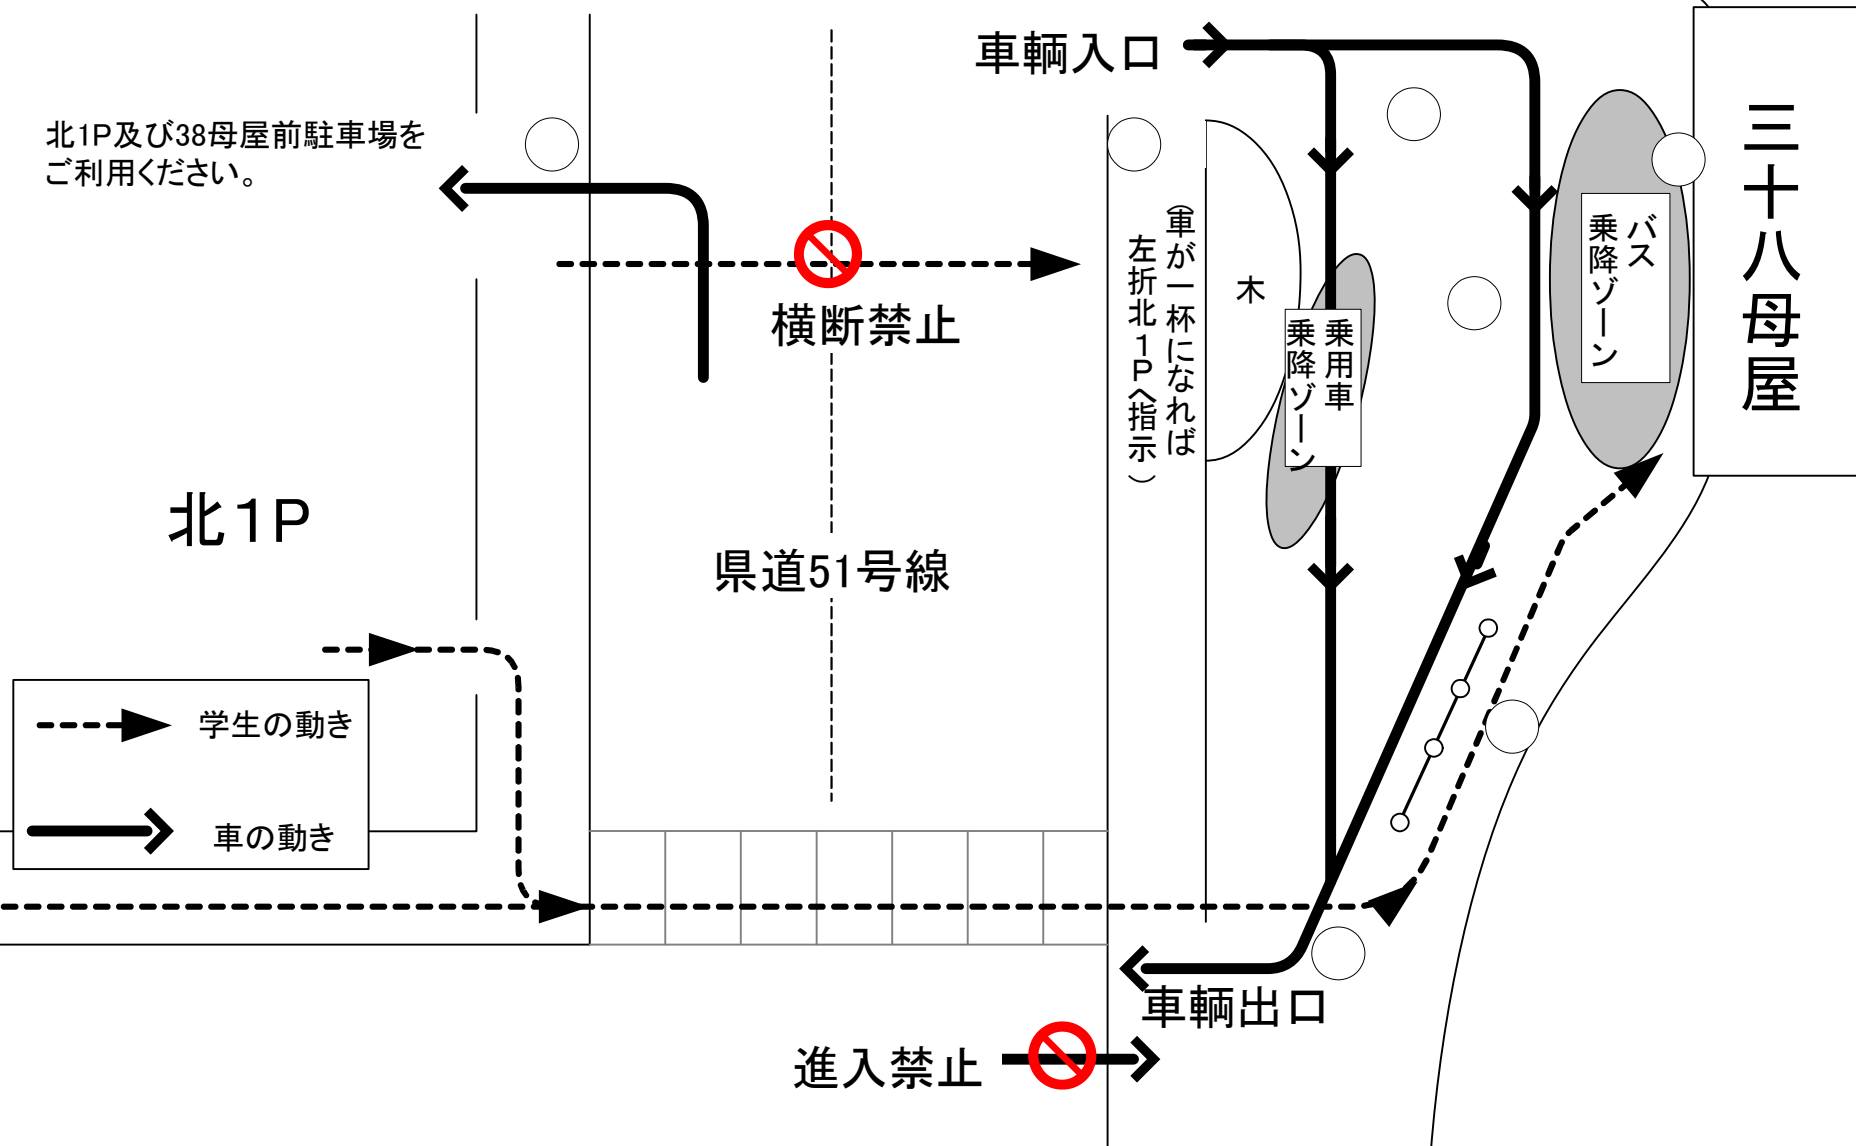 車輌入口
北1P及び38母屋前駐車場を
ご利用ください。
三十八母屋
バス
乗降ゾーン
(車が一杯になれば
左折北1Pへ指示)
木
乗用車
乗降ゾーン
横断禁止
北1P
県道51号線
学生の動き
車の動き
車輌出口
進入禁止